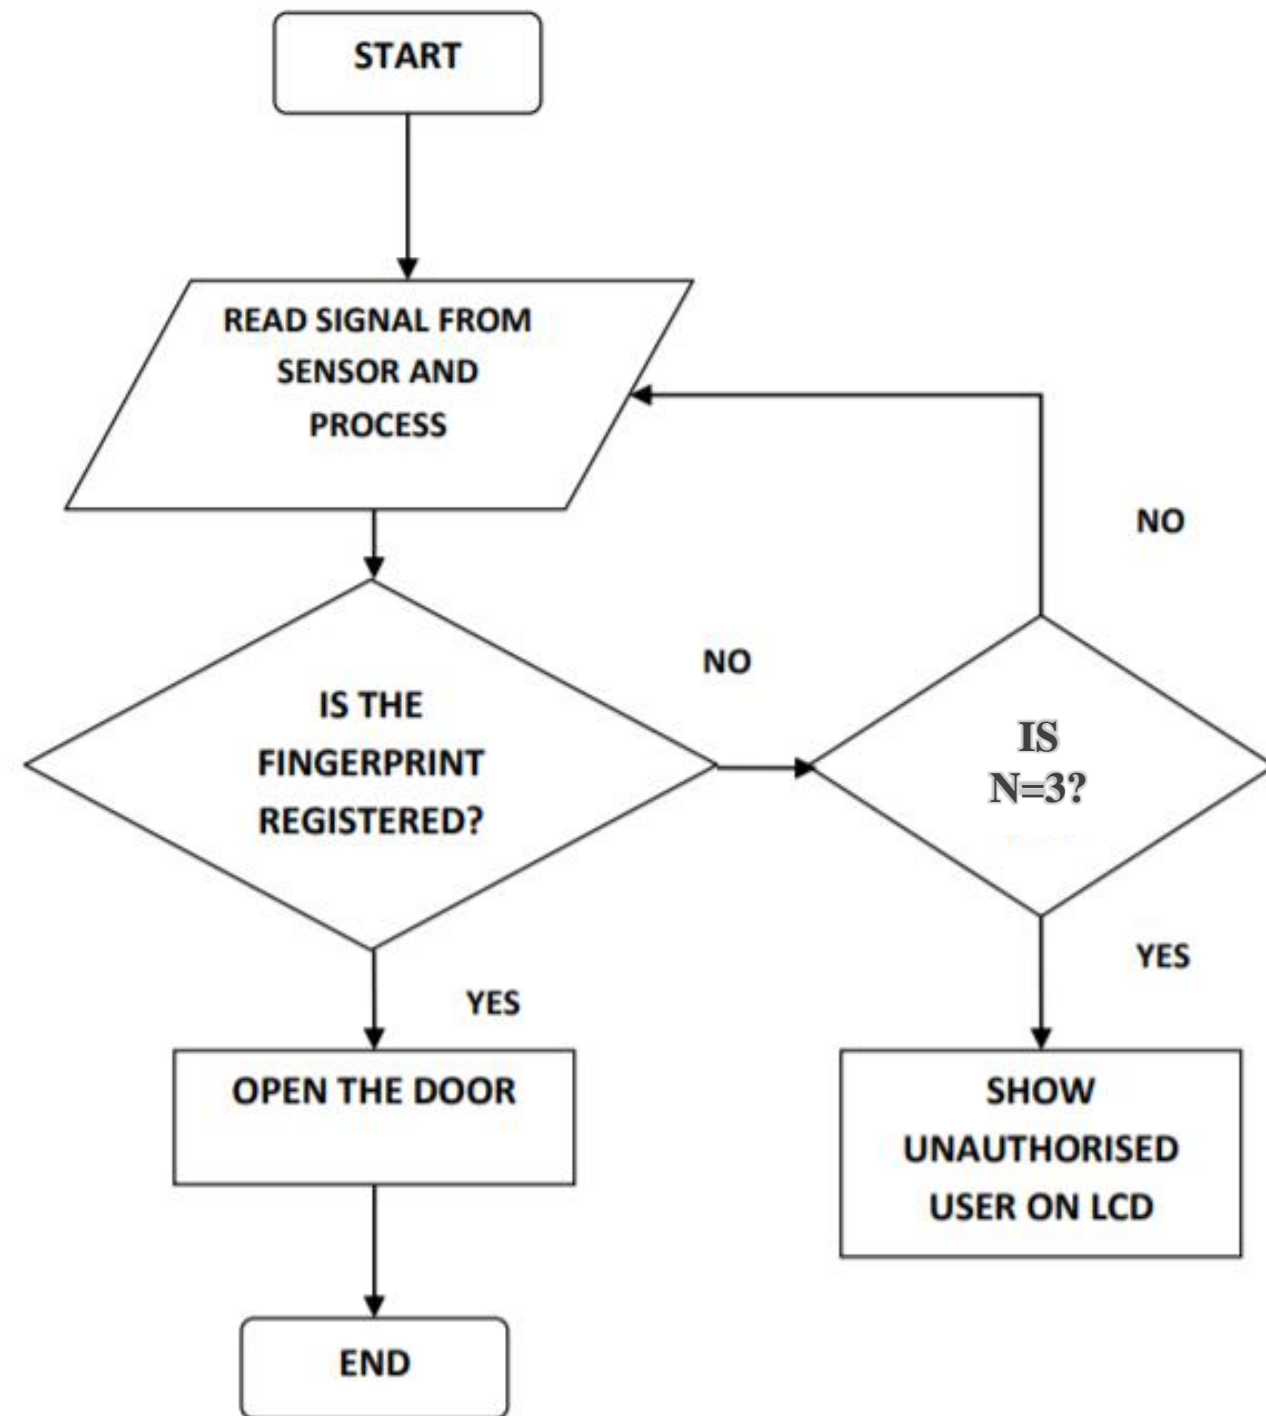 START
READ SIGNAL FROM
SENSOR AND
PROCESS
NO
NO
IS THE
FINGERPRINT
REGISTERED?
IS
N=3?
YES
YES
OPEN THE DOOR
SHOW
UNAUTHORISED
USER ON LCD
END